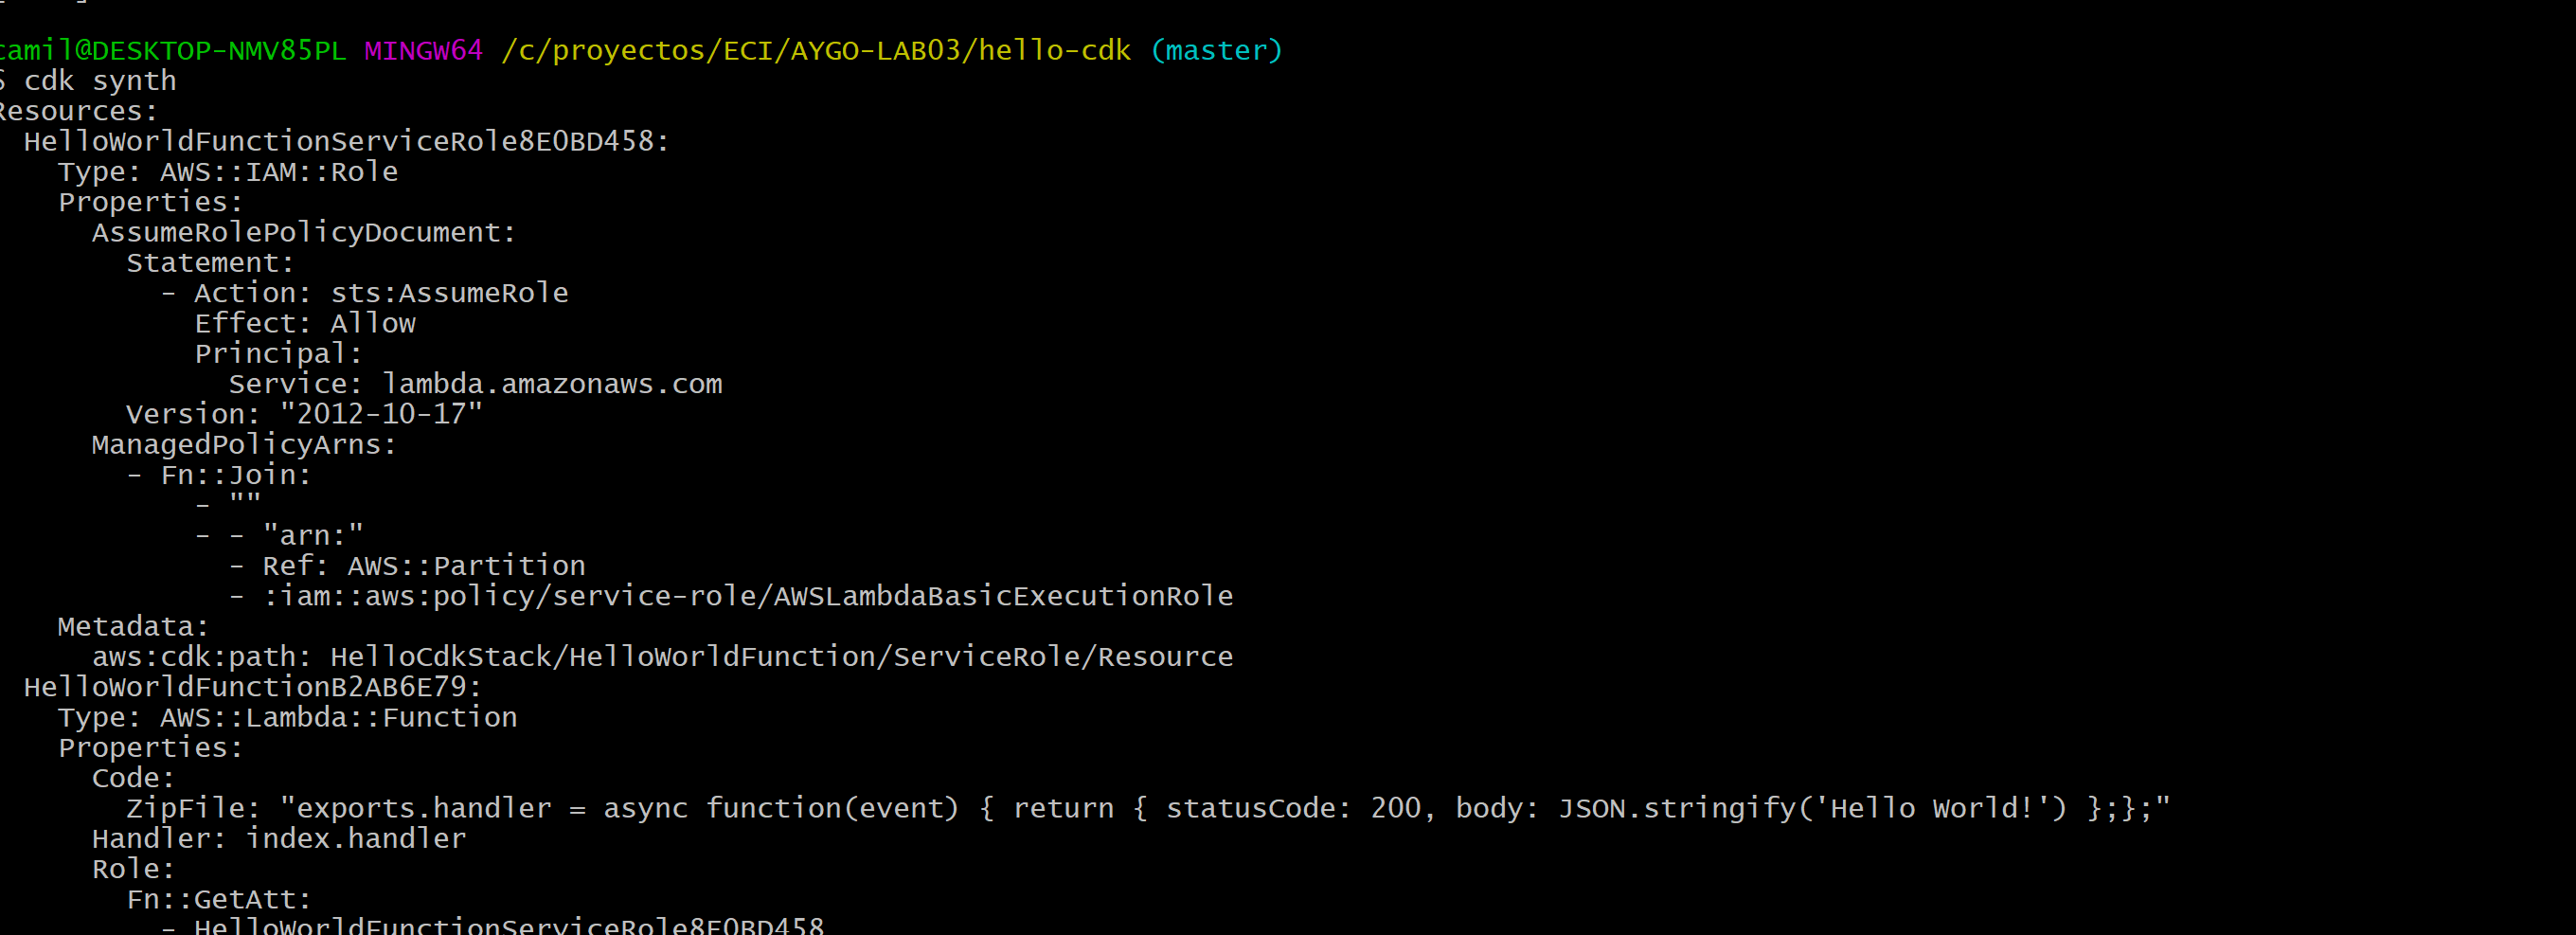 camil@DESKTOP-NMV85PL MINGW64 /c/proyectos/ECI/AYGO-LAB03/hello-cdk (master)
$ cdk synth
Resources:
  HelloWorldFunctionServiceRole8E0BD458:
    Type: AWS::IAM::Role
    Properties:
      AssumeRolePolicyDocument:
        Statement:
          - Action: sts:AssumeRole
            Effect: Allow
            Principal:
              Service: lambda.amazonaws.com
        Version: "2012-10-17"
      ManagedPolicyArns:
        - Fn::Join:
            - ""
            - - "arn:"
              - Ref: AWS::Partition
              - :iam::aws:policy/service-role/AWSLambdaBasicExecutionRole
    Metadata:
      aws:cdk:path: HelloCdkStack/HelloWorldFunction/ServiceRole/Resource
  HelloWorldFunctionB2AB6E79:
    Type: AWS::Lambda::Function
    Properties:
      Code:
        ZipFile: "exports.handler = async function(event) { return { statusCode: 200, body: JSON.stringify('Hello World!') };};"
      Handler: index.handler
      Role:
        Fn::GetAtt:
          - HelloWorldFunctionServiceRole8E0BD458